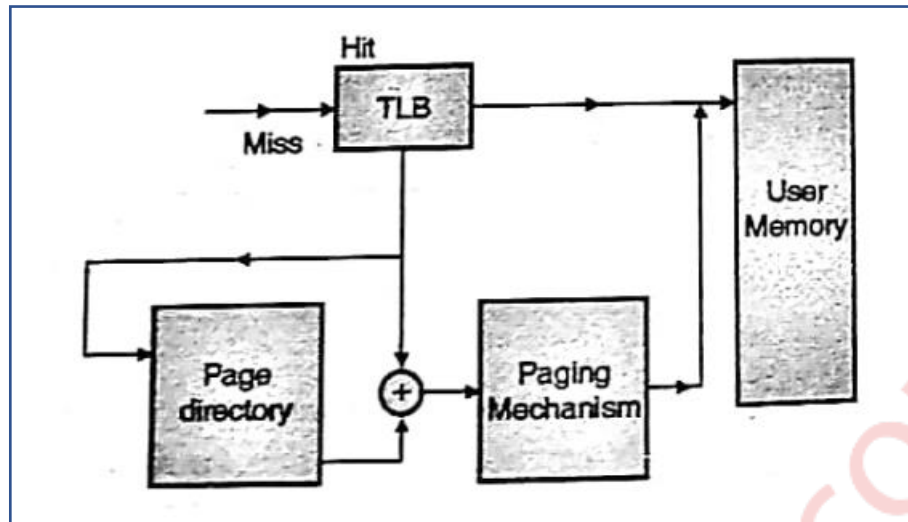 Hit
TLB
Miss
User
Memory
Page
directory
+
Paging
Mechanism